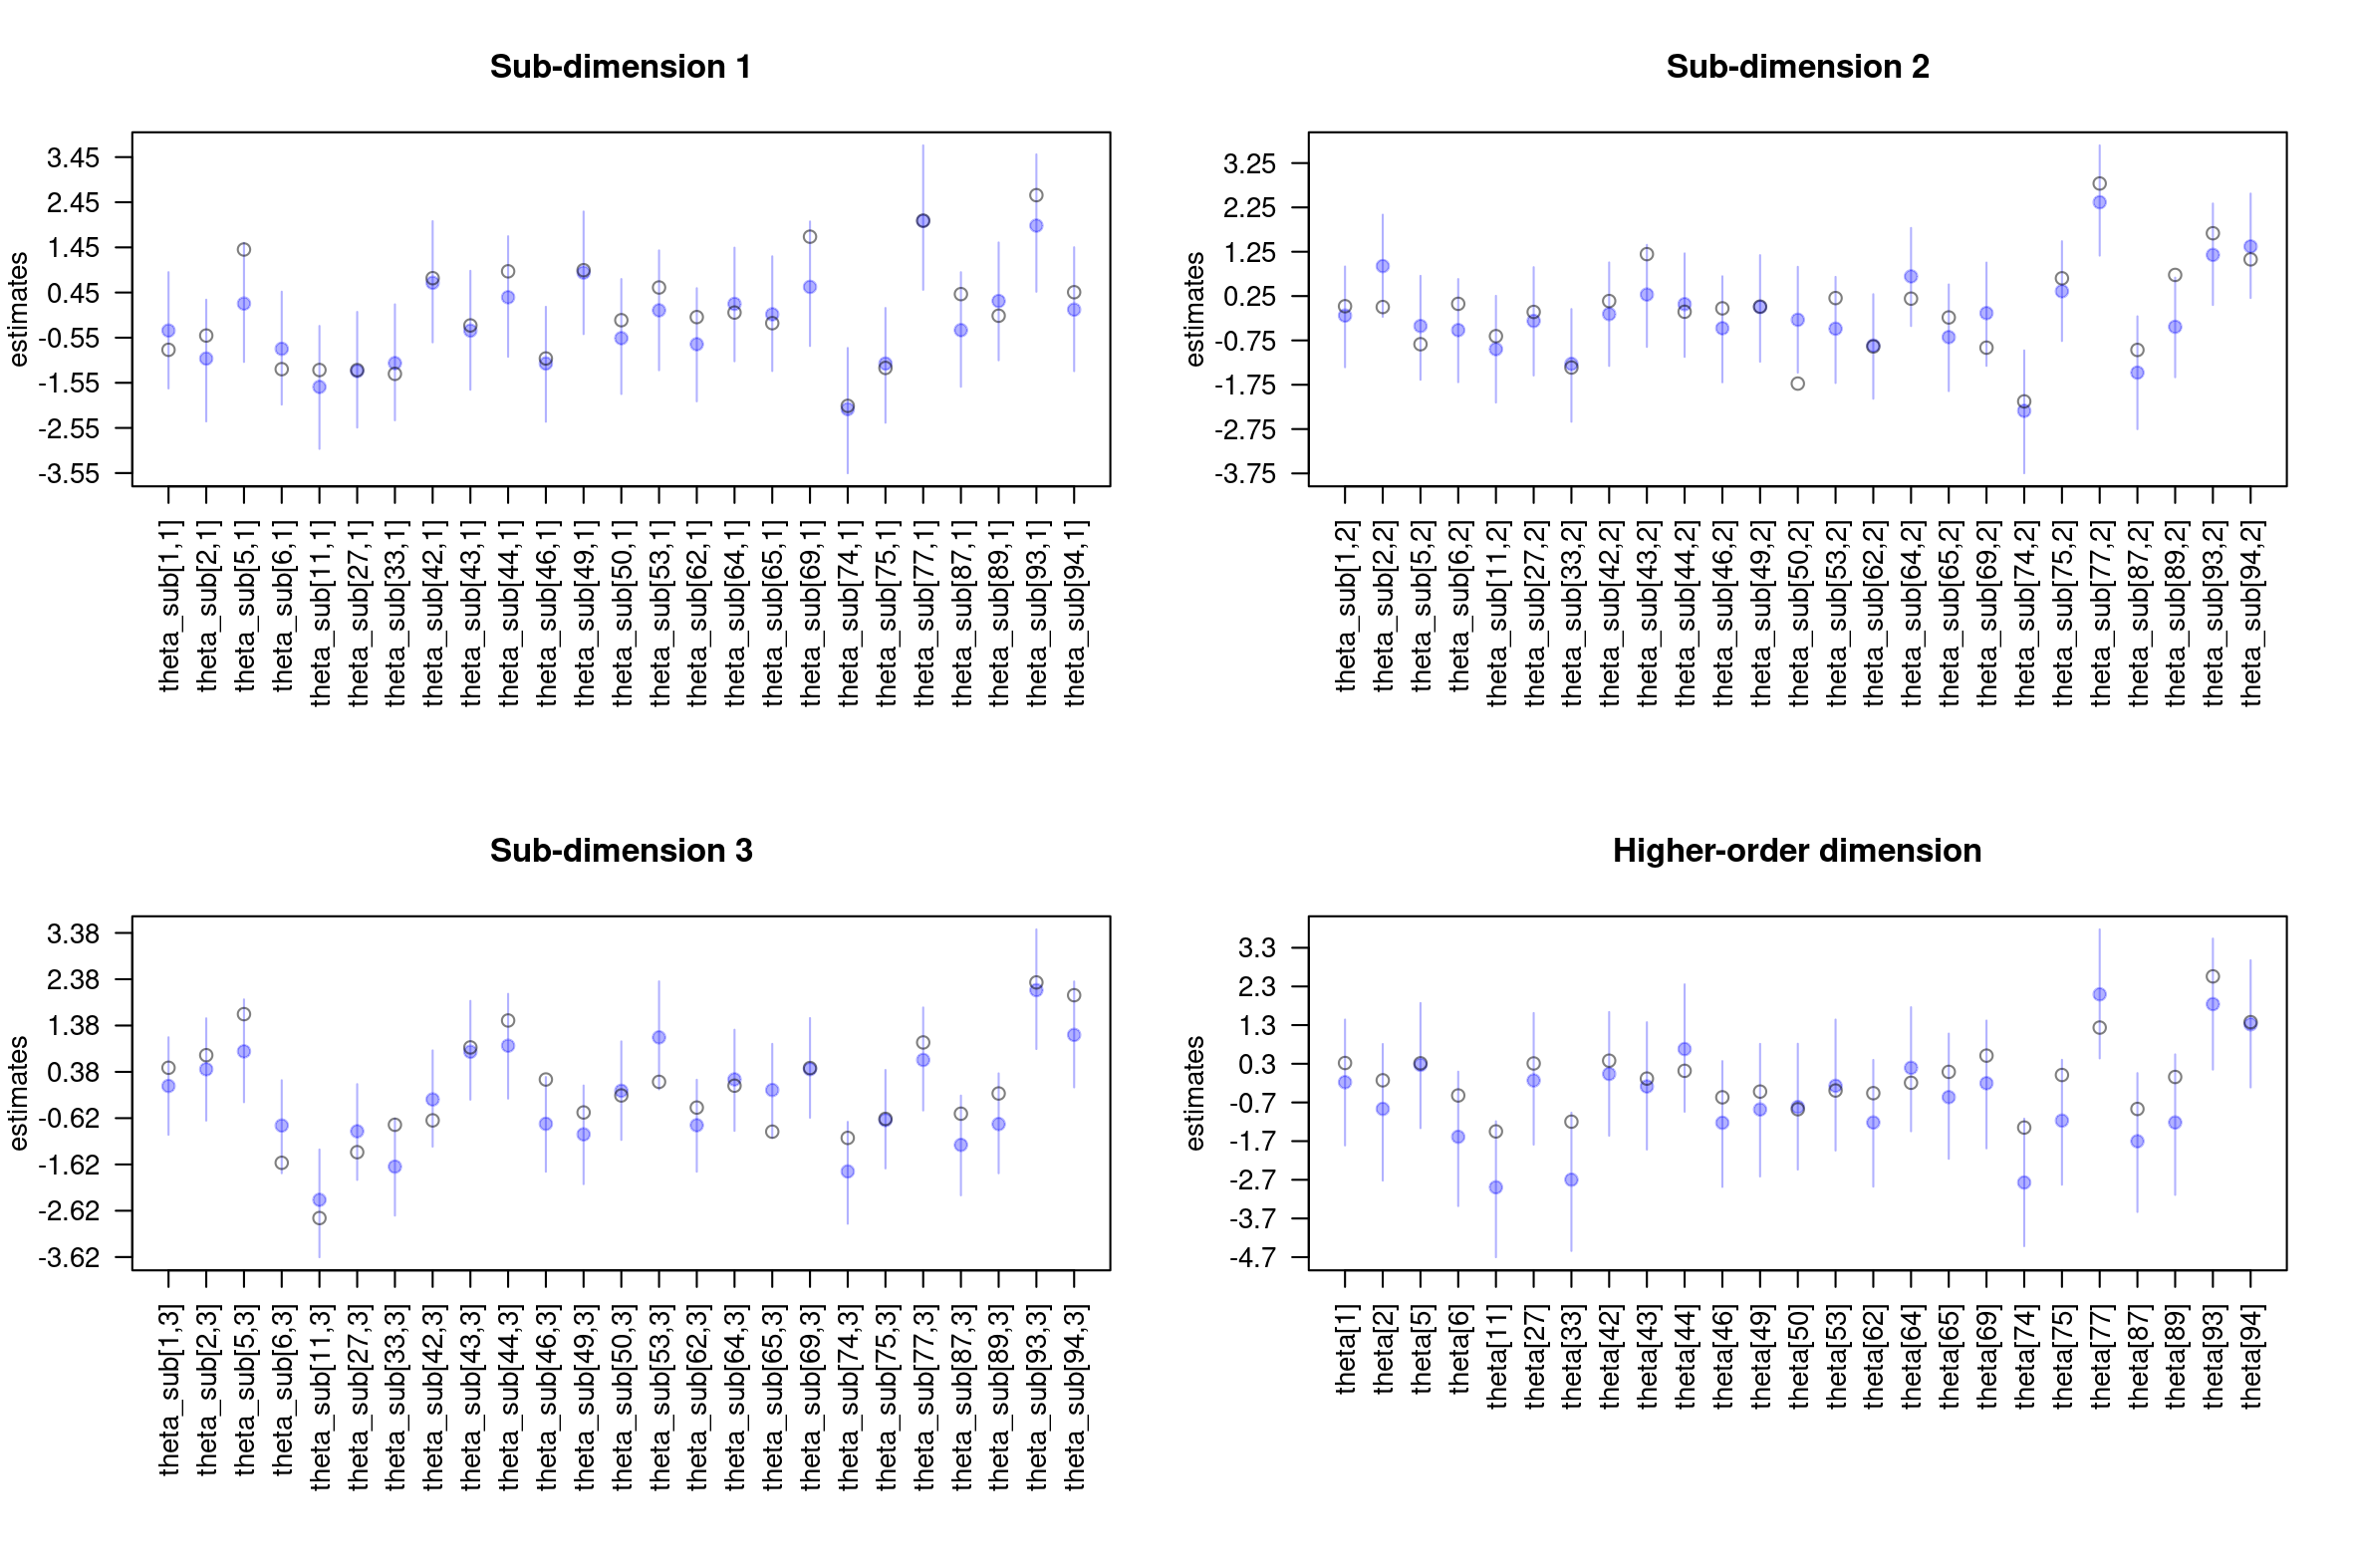 Sub-dimension 1
estimates
3.45
2.45
1.45
0.45
-0.55
-1.55
-2.55
-3.55
theta_sub[1,1]
theta_sub[2,1]
theta_sub[5,1]
theta_sub[6,1]
theta_sub[11,1]
theta_sub[27,1]
theta_sub[33,1]
theta_sub[42,1]
theta_sub[43,1]
theta_sub[44,1]
theta_sub[46,1]
theta_sub[49,1]
theta_sub[50,1]
theta_sub[53,1]
theta_sub[62,1]
theta_sub[64,1]
theta_sub[65,1]
theta_sub[69,1]
theta_sub[74,1]
theta_sub[75,1]
theta_sub[77,1]
theta_sub[87,1]
theta_sub[89,1]
theta_sub[93,1]
theta_sub[94,1]
Sub-dimension 2
estimates
3.25
2.25
1.25
0.25
-0.75
-1.75
-2.75
-3.75
theta_sub[1,2]
theta_sub[2,2]
theta_sub[5,2]
theta_sub[6,2]
theta_sub[11,2]
theta_sub[27,2]
theta_sub[33,2]
theta_sub[42,2]
theta_sub[43,2]
theta_sub[44,2]
theta_sub[46,2]
theta_sub[49,2]
theta_sub[50,2]
theta_sub[53,2]
theta_sub[62,2]
theta_sub[64,2]
theta_sub[65,2]
theta_sub[69,2]
theta_sub[74,2]
theta_sub[75,2]
theta_sub[77,2]
theta_sub[87,2]
theta_sub[89,2]
theta_sub[93,2]
theta_sub[94,2]
Sub-dimension 3
estimates
3.38
2.38
1.38
0.38
-0.62
-1.62
-2.62
-3.62
theta_sub[1,3]
theta_sub[2,3]
theta_sub[5,3]
theta_sub[6,3]
theta_sub[11,3]
theta_sub[27,3]
theta_sub[33,3]
theta_sub[42,3]
theta_sub[43,3]
theta_sub[44,3]
theta_sub[46,3]
theta_sub[49,3]
theta_sub[50,3]
theta_sub[53,3]
theta_sub[62,3]
theta_sub[64,3]
theta_sub[65,3]
theta_sub[69,3]
theta_sub[74,3]
theta_sub[75,3]
theta_sub[77,3]
theta_sub[87,3]
theta_sub[89,3]
theta_sub[93,3]
theta_sub[94,3]
Higher-order dimension
estimates
3.3
2.3
1.3
0.3
-0.7
-1.7
-2.7
-3.7
-4.7
theta[1]
theta[2]
theta[5]
theta[6]
theta[11]
theta[27]
theta[33]
theta[42]
theta[43]
theta[44]
theta[46]
theta[49]
theta[50]
theta[53]
theta[62]
theta[64]
theta[65]
theta[69]
theta[74]
theta[75]
theta[77]
theta[87]
theta[89]
theta[93]
theta[94]